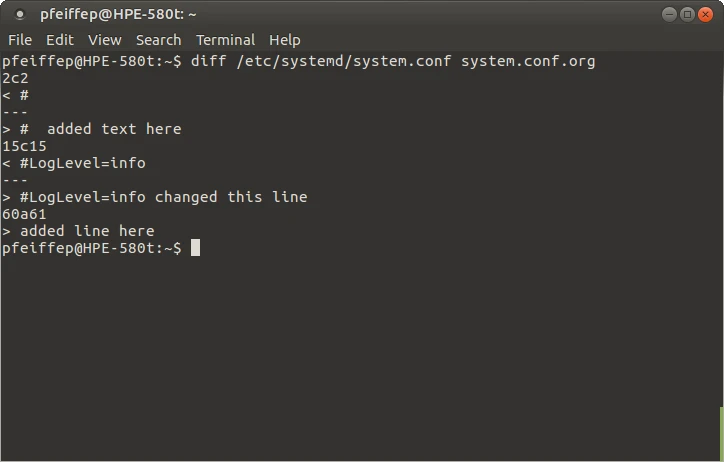 pfeiffep@HPE-580t: ~
File Edit View Search Terminal Help
pfeiffep@HPE-580t:~$ diff /etc/systemd/system.conf system.conf.org
2c2
< #
---
> #  added text here
15c15
< #LogLevel=info
---
> #LogLevel=info changed this line
60a61
> added line here
pfeiffep@HPE-580t:~$